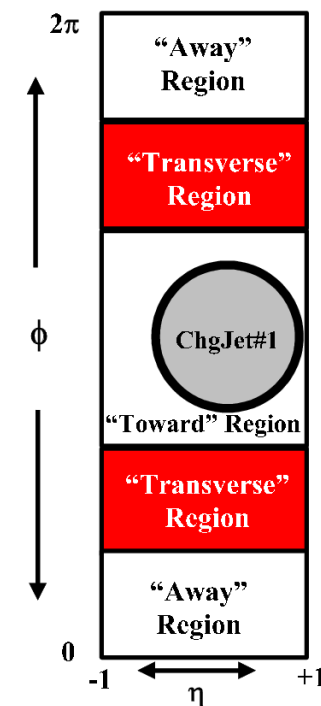 2π
“Away”
Region
“Transverse”
Region
ϕ
ChgJet#1
“Toward” Region
“Transverse”
Region
“Away”
Region
0
-1
η
+1